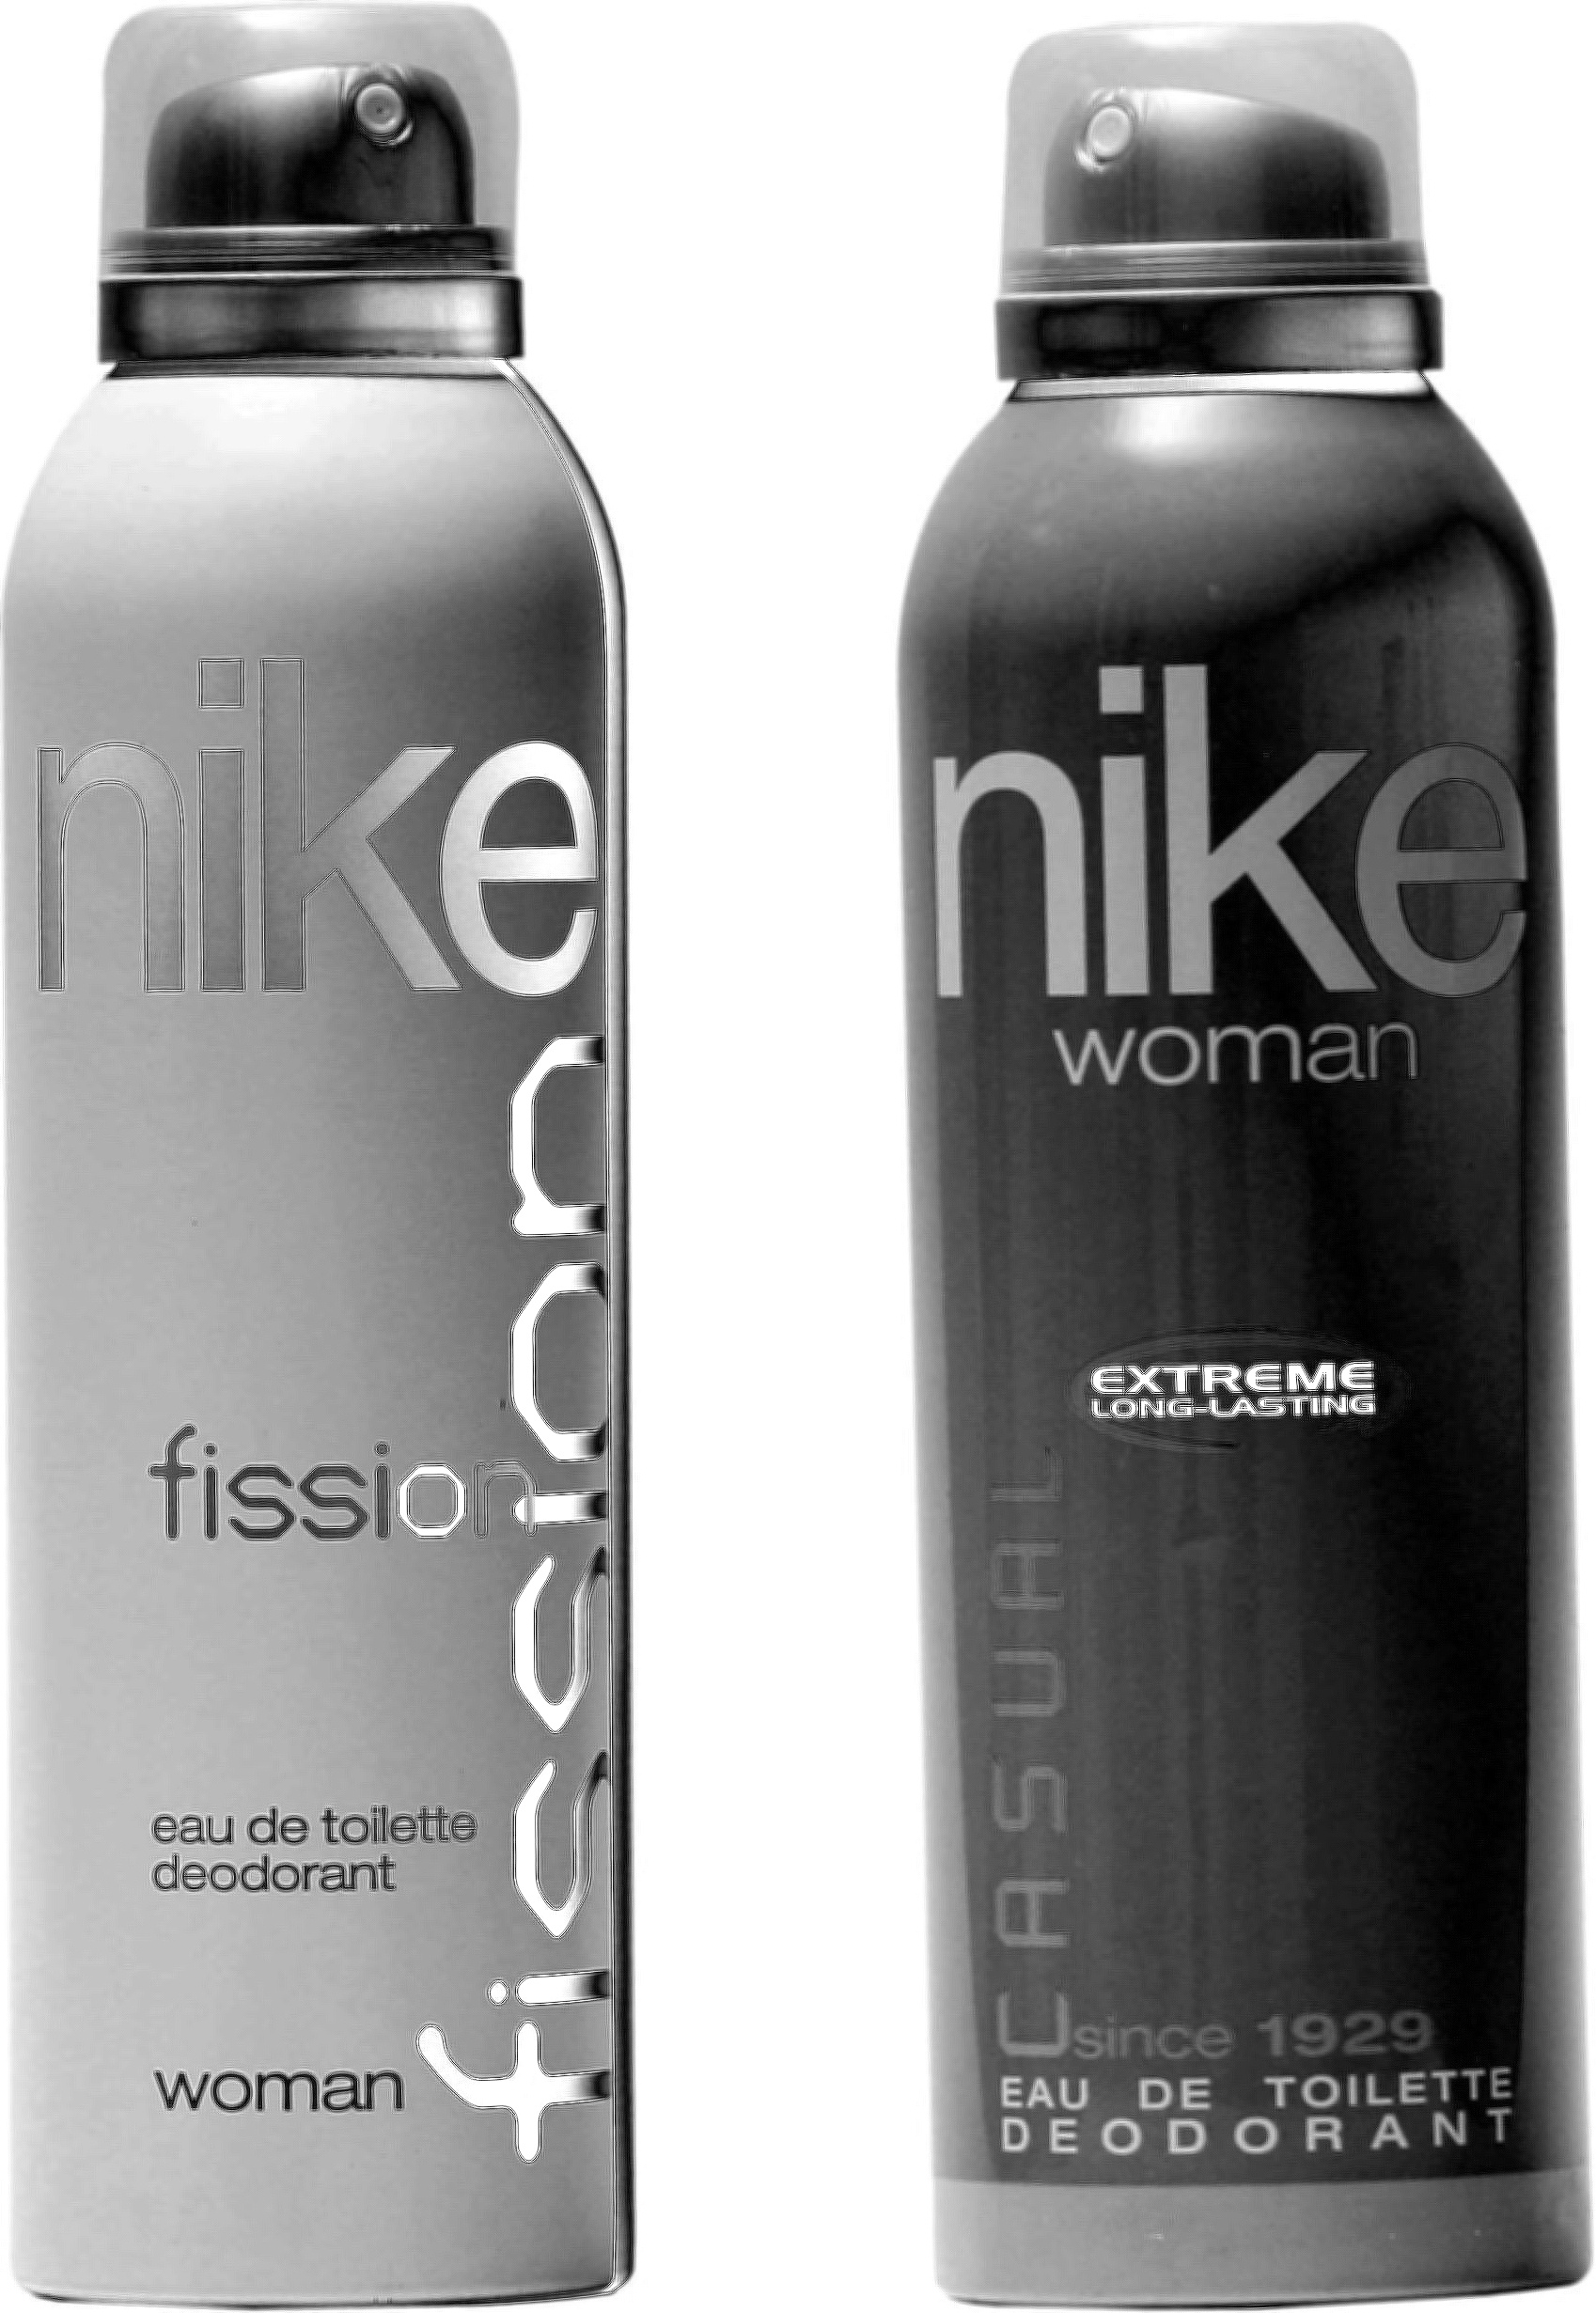 nike
fission
fission
eau de toilette
deodorant
woman
nike
woman
EXTREME
LONG-LASTING
CASUAL
since 1929
EAU DE TOILETTE
DEODORANT